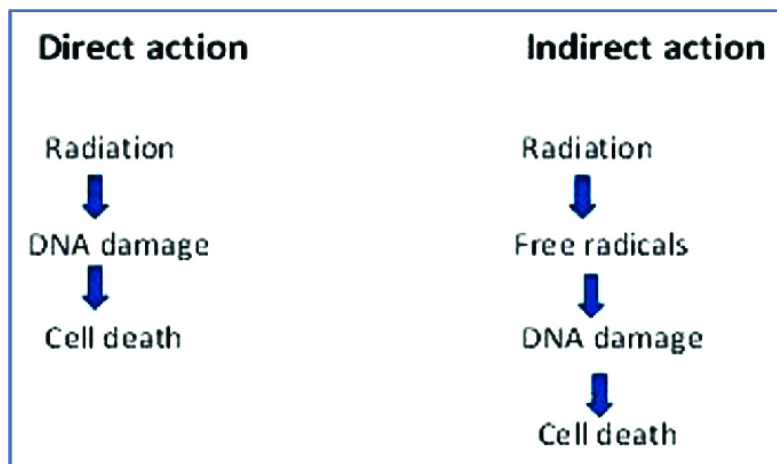 Direct action
Radiation
DNA damage
Cell death
Indirect action
Radiation
Free radicals
DNA damage
Cell death